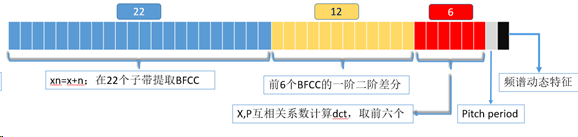 22
12
6
xn=x+n；在22个子带提取BFCC
前6个BFCC的一阶二阶差分
频谱动态特征
X,P互相关系数计算dct，取前六个
Pitch period